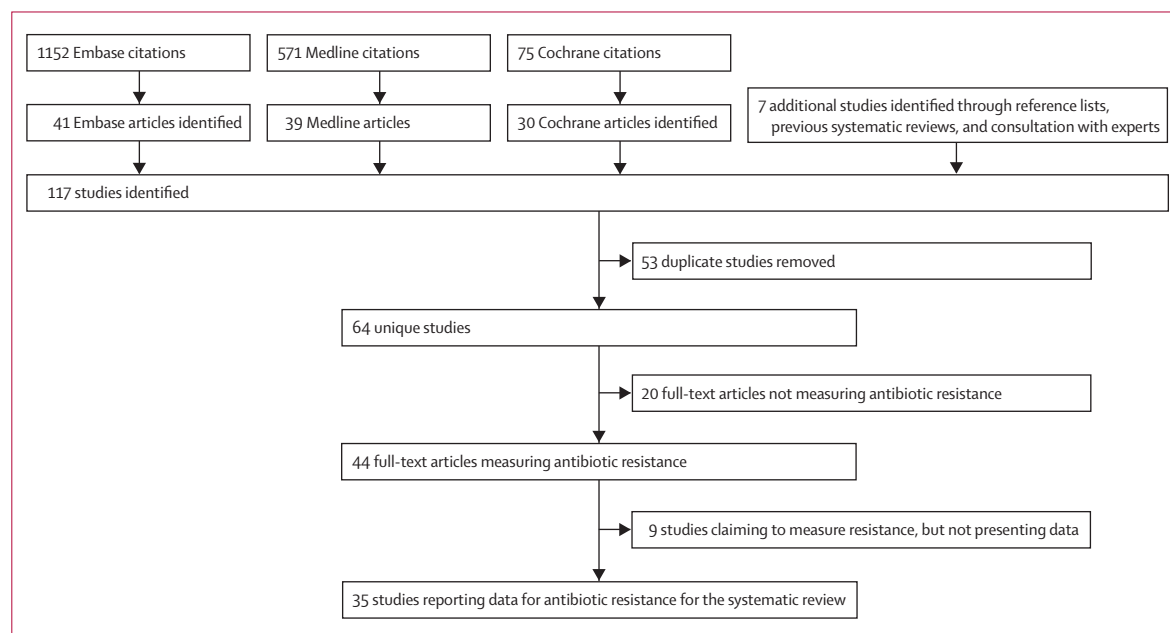 1152 Embase citations
571 Medline citations
75 Cochrane citations
41 Embase articles identified
39 Medline articles
30 Cochrane articles identified
7 additional studies identified through reference lists,
previous systematic reviews, and consultation with experts
117 studies identified
53 duplicate studies removed
64 unique studies
20 full-text articles not measuring antibiotic resistance
44 full-text articles measuring antibiotic resistance
9 studies claiming to measure resistance, but not presenting data
35 studies reporting data for antibiotic resistance for the systematic review